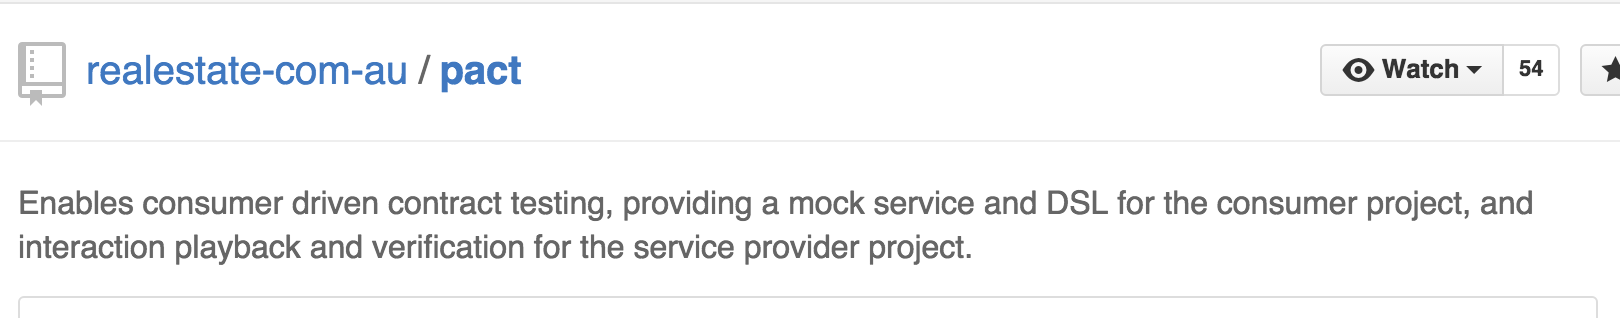 realestate-com-au / pact
Watch 54
Enables consumer driven contract testing, providing a mock service and DSL for the consumer project, and
interaction playback and verification for the service provider project.